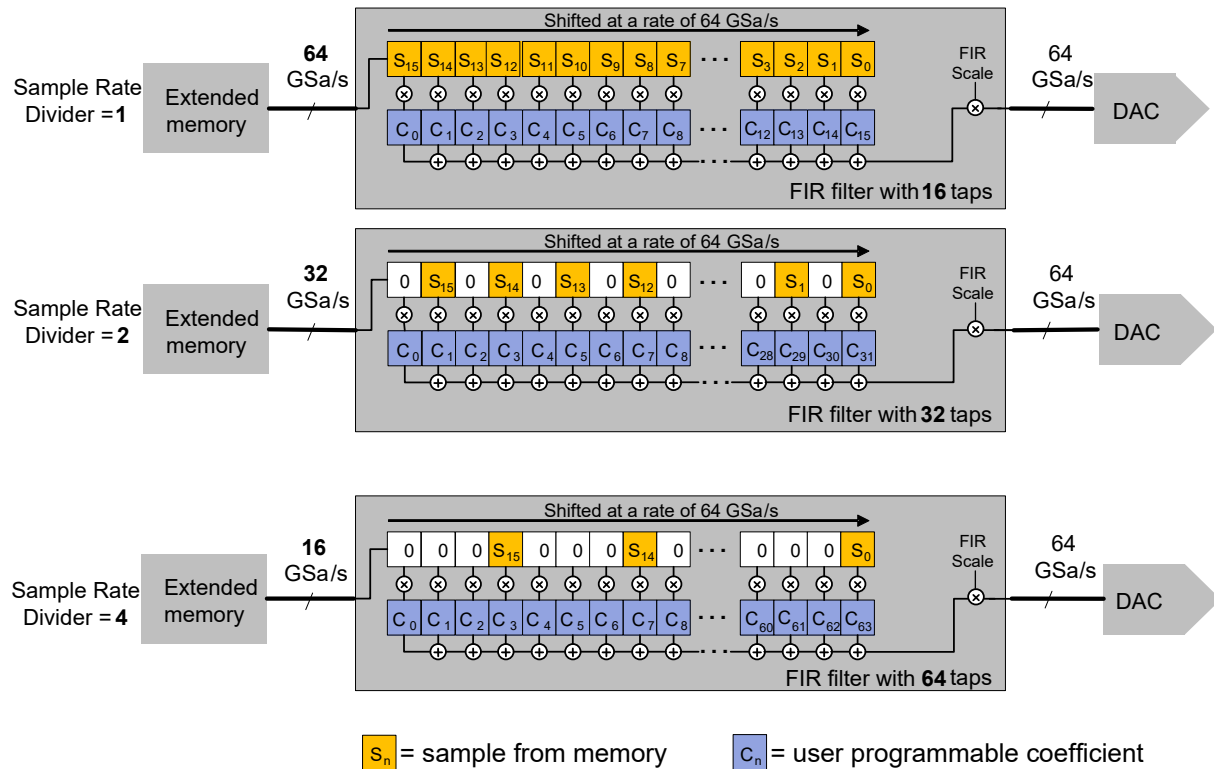 Shifted at a rate of 64 GSa/s
64
GSa/s
Sample Rate
Divider =1
Extended
memory
S15 S14 S13 S12 S11 S10 S9 S8 S7 · · · S3 S2 S1 S0
C0 C1 C2 C3 C4 C5 C6 C7 C8 C12 C13 C14 C15
· · ·
FIR
Scale
64
GSa/s
DAC
FIR filter with 16 taps
Shifted at a rate of 64 GSa/s
32
GSa/s
Sample Rate
Divider =2
Extended
memory
0 S15 0 S14 0 S13 0 S12 0 · · · 0 S1 0 S0
C0 C1 C2 C3 C4 C5 C6 C7 C8 C28 C29 C30 C31
· · ·
FIR
Scale
64
GSa/s
DAC
FIR filter with 32 taps
Shifted at a rate of 64 GSa/s
16
GSa/s
Sample Rate
Divider =4
Extended
memory
0 0 0 S15 0 0 0 S14 0 · · · 0 0 0 S0
C0 C1 C2 C3 C4 C5 C6 C7 C8 C60 C61 C62 C63
· · ·
FIR
Scale
64
GSa/s
DAC
FIR filter with 64 taps
Sn = sample from memory
Cn = user programmable coefficient